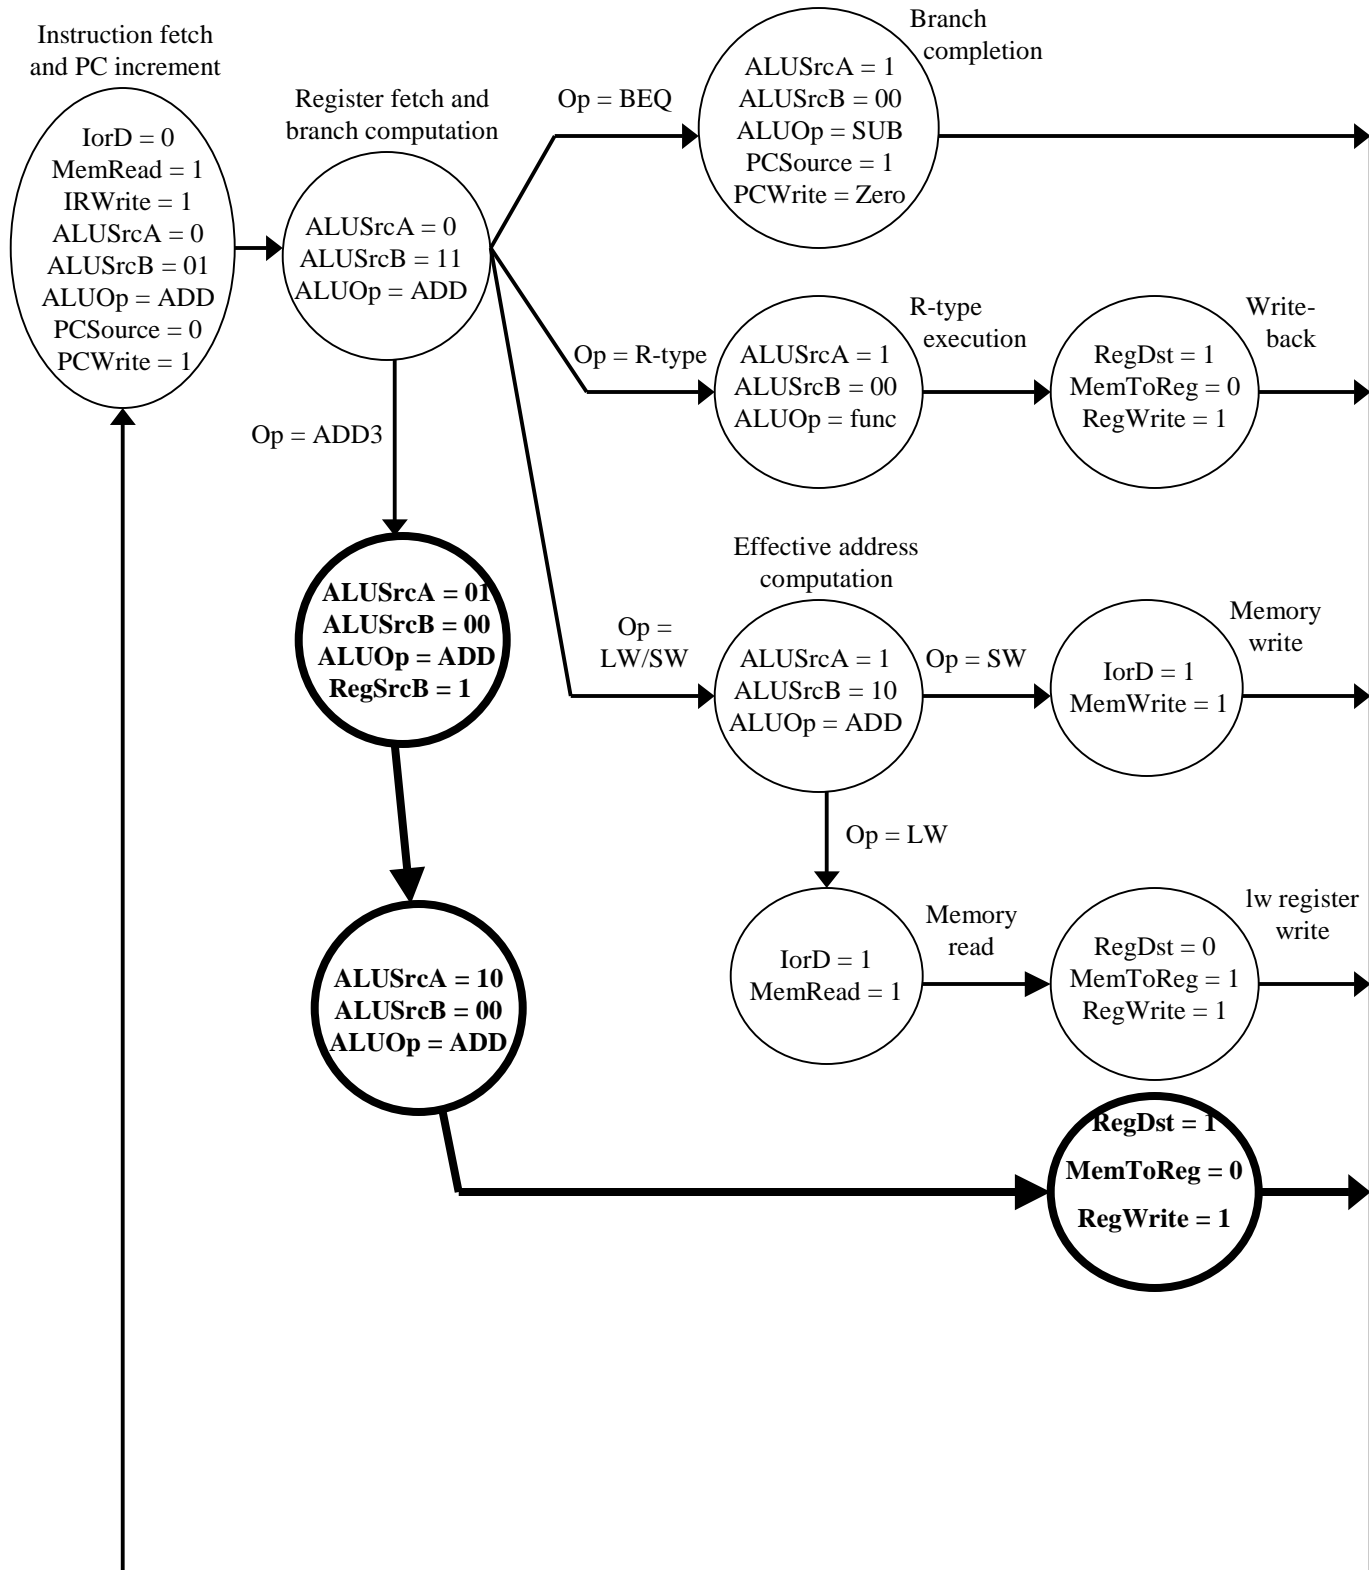 Instruction fetch
and PC increment
IorD = 0
MemRead = 1
IRWrite = 1
ALUSrcA = 0
ALUSrcB = 01
ALUOp = ADD
PCSource = 0
PCWrite = 1
Register fetch and
branch computation
ALUSrcA = 0
ALUSrcB = 11
ALUOp = ADD
Op = BEQ
ALUSrcA = 1
ALUSrcB = 00
ALUOp = SUB
PCSource = 1
PCWrite = Zero
Branch
completion
Op = R-type
ALUSrcA = 1
ALUSrcB = 00
ALUOp = func
R-type
execution
RegDst = 1
MemToReg = 0
RegWrite = 1
Write-
back
Op = ADD3
ALUSrcA = 01
ALUSrcB = 00
ALUOp = ADD
RegSrcB = 1
Op =
LW/SW
Effective address
computation
ALUSrcA = 1
ALUSrcB = 10
ALUOp = ADD
Op = SW
IorD = 1
MemWrite = 1
Memory
write
Op = LW
IorD = 1
MemRead = 1
Memory
read
RegDst = 0
MemToReg = 1
RegWrite = 1
lw register
write
ALUSrcA = 10
ALUSrcB = 00
ALUOp = ADD
RegDst = 1
MemToReg = 0
RegWrite = 1